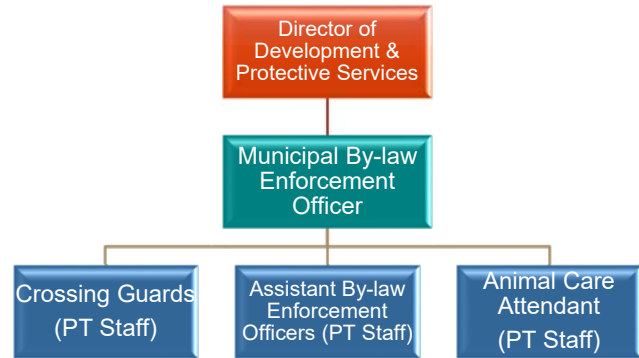 Director of
Development &
Protective Services
Municipal By-law
Enforcement
Officer
Crossing Guards
(PT Staff)
Assistant By-law
Enforcement
Officers (PT Staff)
Animal Care
Attendant
(PT Staff)